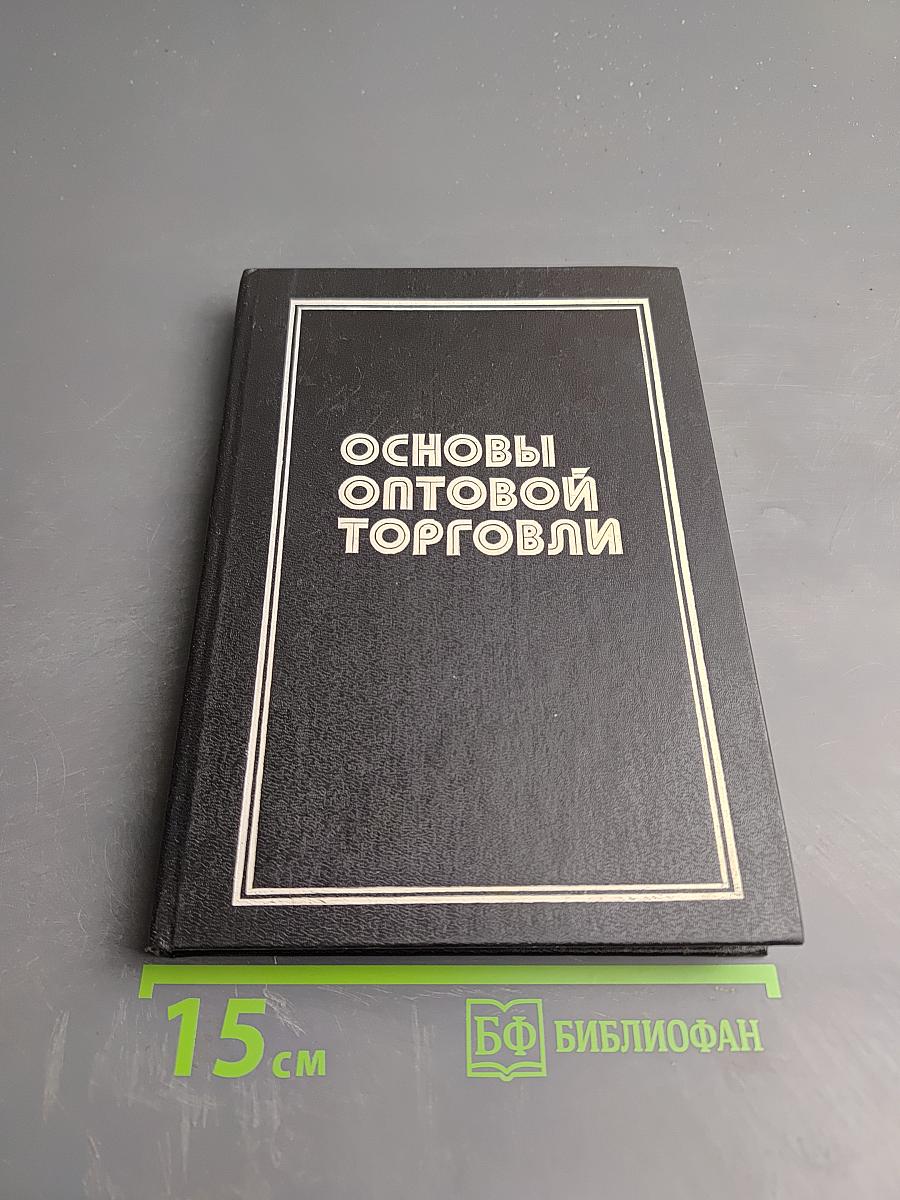 ОСНОВЫ
ОПТОВОЙ
ТОРГОВЛИ
15 см
БФ БИБЛИОФАН